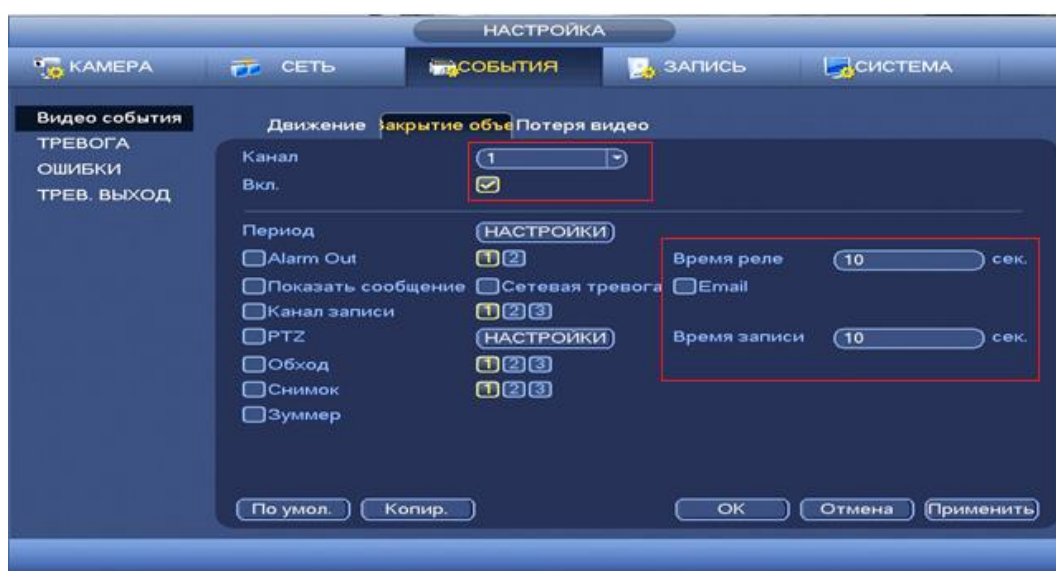 НАСТРОЙКА
КАМЕРА СЕТЬ СОБЫТИЯ ЗАПИСЬ СИСТЕМА
Видео события
ТРЕВОГА
ОШИБКИ
ТРЕВ. ВЫХОД
Движение Закрытие объе Потеря видео
Канал 1
Вкл.
Период НАСТРОЙКИ
Alarm Out 1 2 Время реле 10 сек.
Показать сообщение Сетевая тревога Email
Канал записи 1 2 3
PTZ НАСТРОЙКИ Время записи 10 сек.
Обход 1 2 3
Снимок 1 2 3
Зуммер
По умол. Копир. OK Отмена Применить